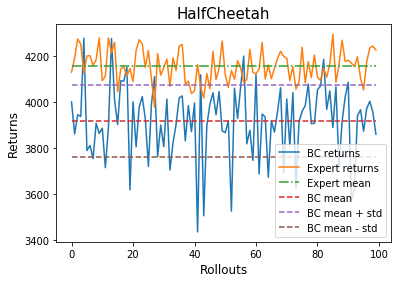 HalfCheetah
Returns
4200
4000
3800
3600
3400
0
20
40
60
80
100
Rollouts
BC returns
Expert returns
Expert mean
BC mean
BC mean + std
BC mean - std